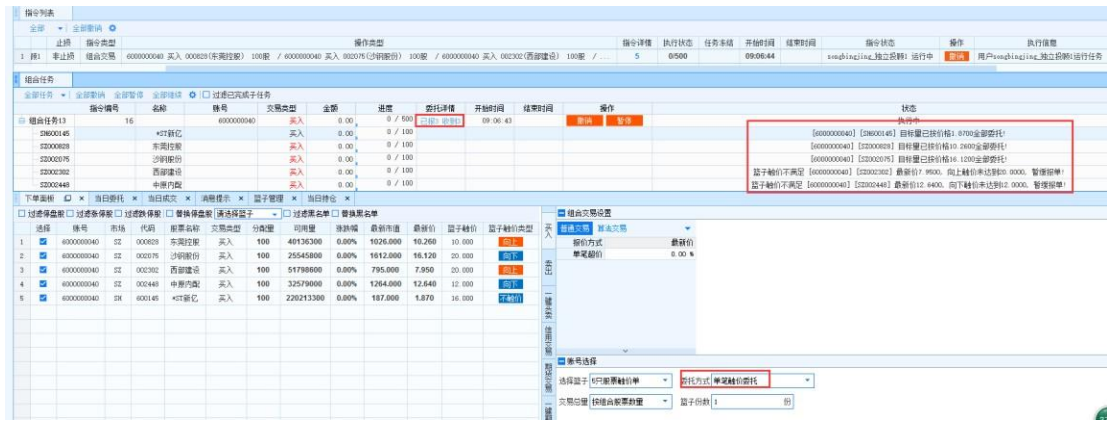 指令列表
全部 全部撤销
止损 指令类型 操作类型 指令详情 执行状态 任务冻结 开始时间 结束时间 指令状态 操作 执行信息
1 组合交易 6000000040 买入 000828(东莞控股) 100股 / 6000000040 买入 002075(沙钢股份) 100股 / 6000000040 买入 002302(西部建设) 100股 / ... 5 0/500 09:06:44 运行中 撤销
组合任务
全部任务 全部撤销 全部暂停 全部继续 过滤已完成子任务
指令编号 名称 账号 交易类型 金额 进度 委托详情 开始时间 结束时间 操作 状态
组合任务13 16 6000000040 买入 0.00 0 / 500 09:06:43 撤销 暂停 执行中
SH600145 *ST新亿 买入 0.00 0 / 100 [6000000040] [SH600145] 目标量已按价格1.8700全部委托!
SZ000828 东莞控股 买入 0.00 0 / 100 [6000000040] [SZ000828] 目标量已按价格10.2600全部委托!
SZ002075 沙钢股份 买入 0.00 0 / 100 [6000000040] [SZ002075] 目标量已按价格16.1200全部委托!
SZ002302 西部建设 买入 0.00 0 / 100 篮子触价不满足 [6000000040] [SZ002302] 最新价7.9500, 向上触价未达到20.0000, 暂缓报单!
SZ002448 中原内配 买入 0.00 0 / 100 篮子触价不满足 [6000000040] [SZ002448] 最新价12.6400, 向下触价未达到12.0000, 暂缓报单!
下单面板 当日委托 × 当日成交 × 消息提示 × 篮子管理 × 当日持仓 ×
过滤停盘股 过滤涨停股 过滤跌停股 替换停盘股 请选择篮子 过滤黑名单 替换黑名单
选择 账号 市场 代码 股票名称 交易类型 分配量 可用量 涨跌幅 最新市值 最新价 篮子触价 篮子触价类型
1 6000000040 SZ 000828 东莞控股 买入 100 40136300 0.00% 1026.000 10.260 10.000 向上
2 6000000040 SZ 002075 沙钢股份 买入 100 25545800 0.00% 1612.000 16.120 20.000 向下
3 6000000040 SZ 002302 西部建设 买入 100 51798600 0.00% 795.000 7.950 20.000 向上
4 6000000040 SZ 002448 中原内配 买入 100 32579000 0.00% 1264.000 12.640 12.000 向下
5 6000000040 SH 600145 *ST新亿 买入 100 220213300 0.00% 187.000 1.870 16.000 不触价
买入
卖出
一键买卖
信用交易
期货交易
组合交易设置
普通交易 算法交易
报价方式 最新价
单笔超价 0.00 %
账号选择
选择篮子 5只股票触价单 委托方式 单笔触价委托
交易总量 按组合股票数量 篮子份数 1 份